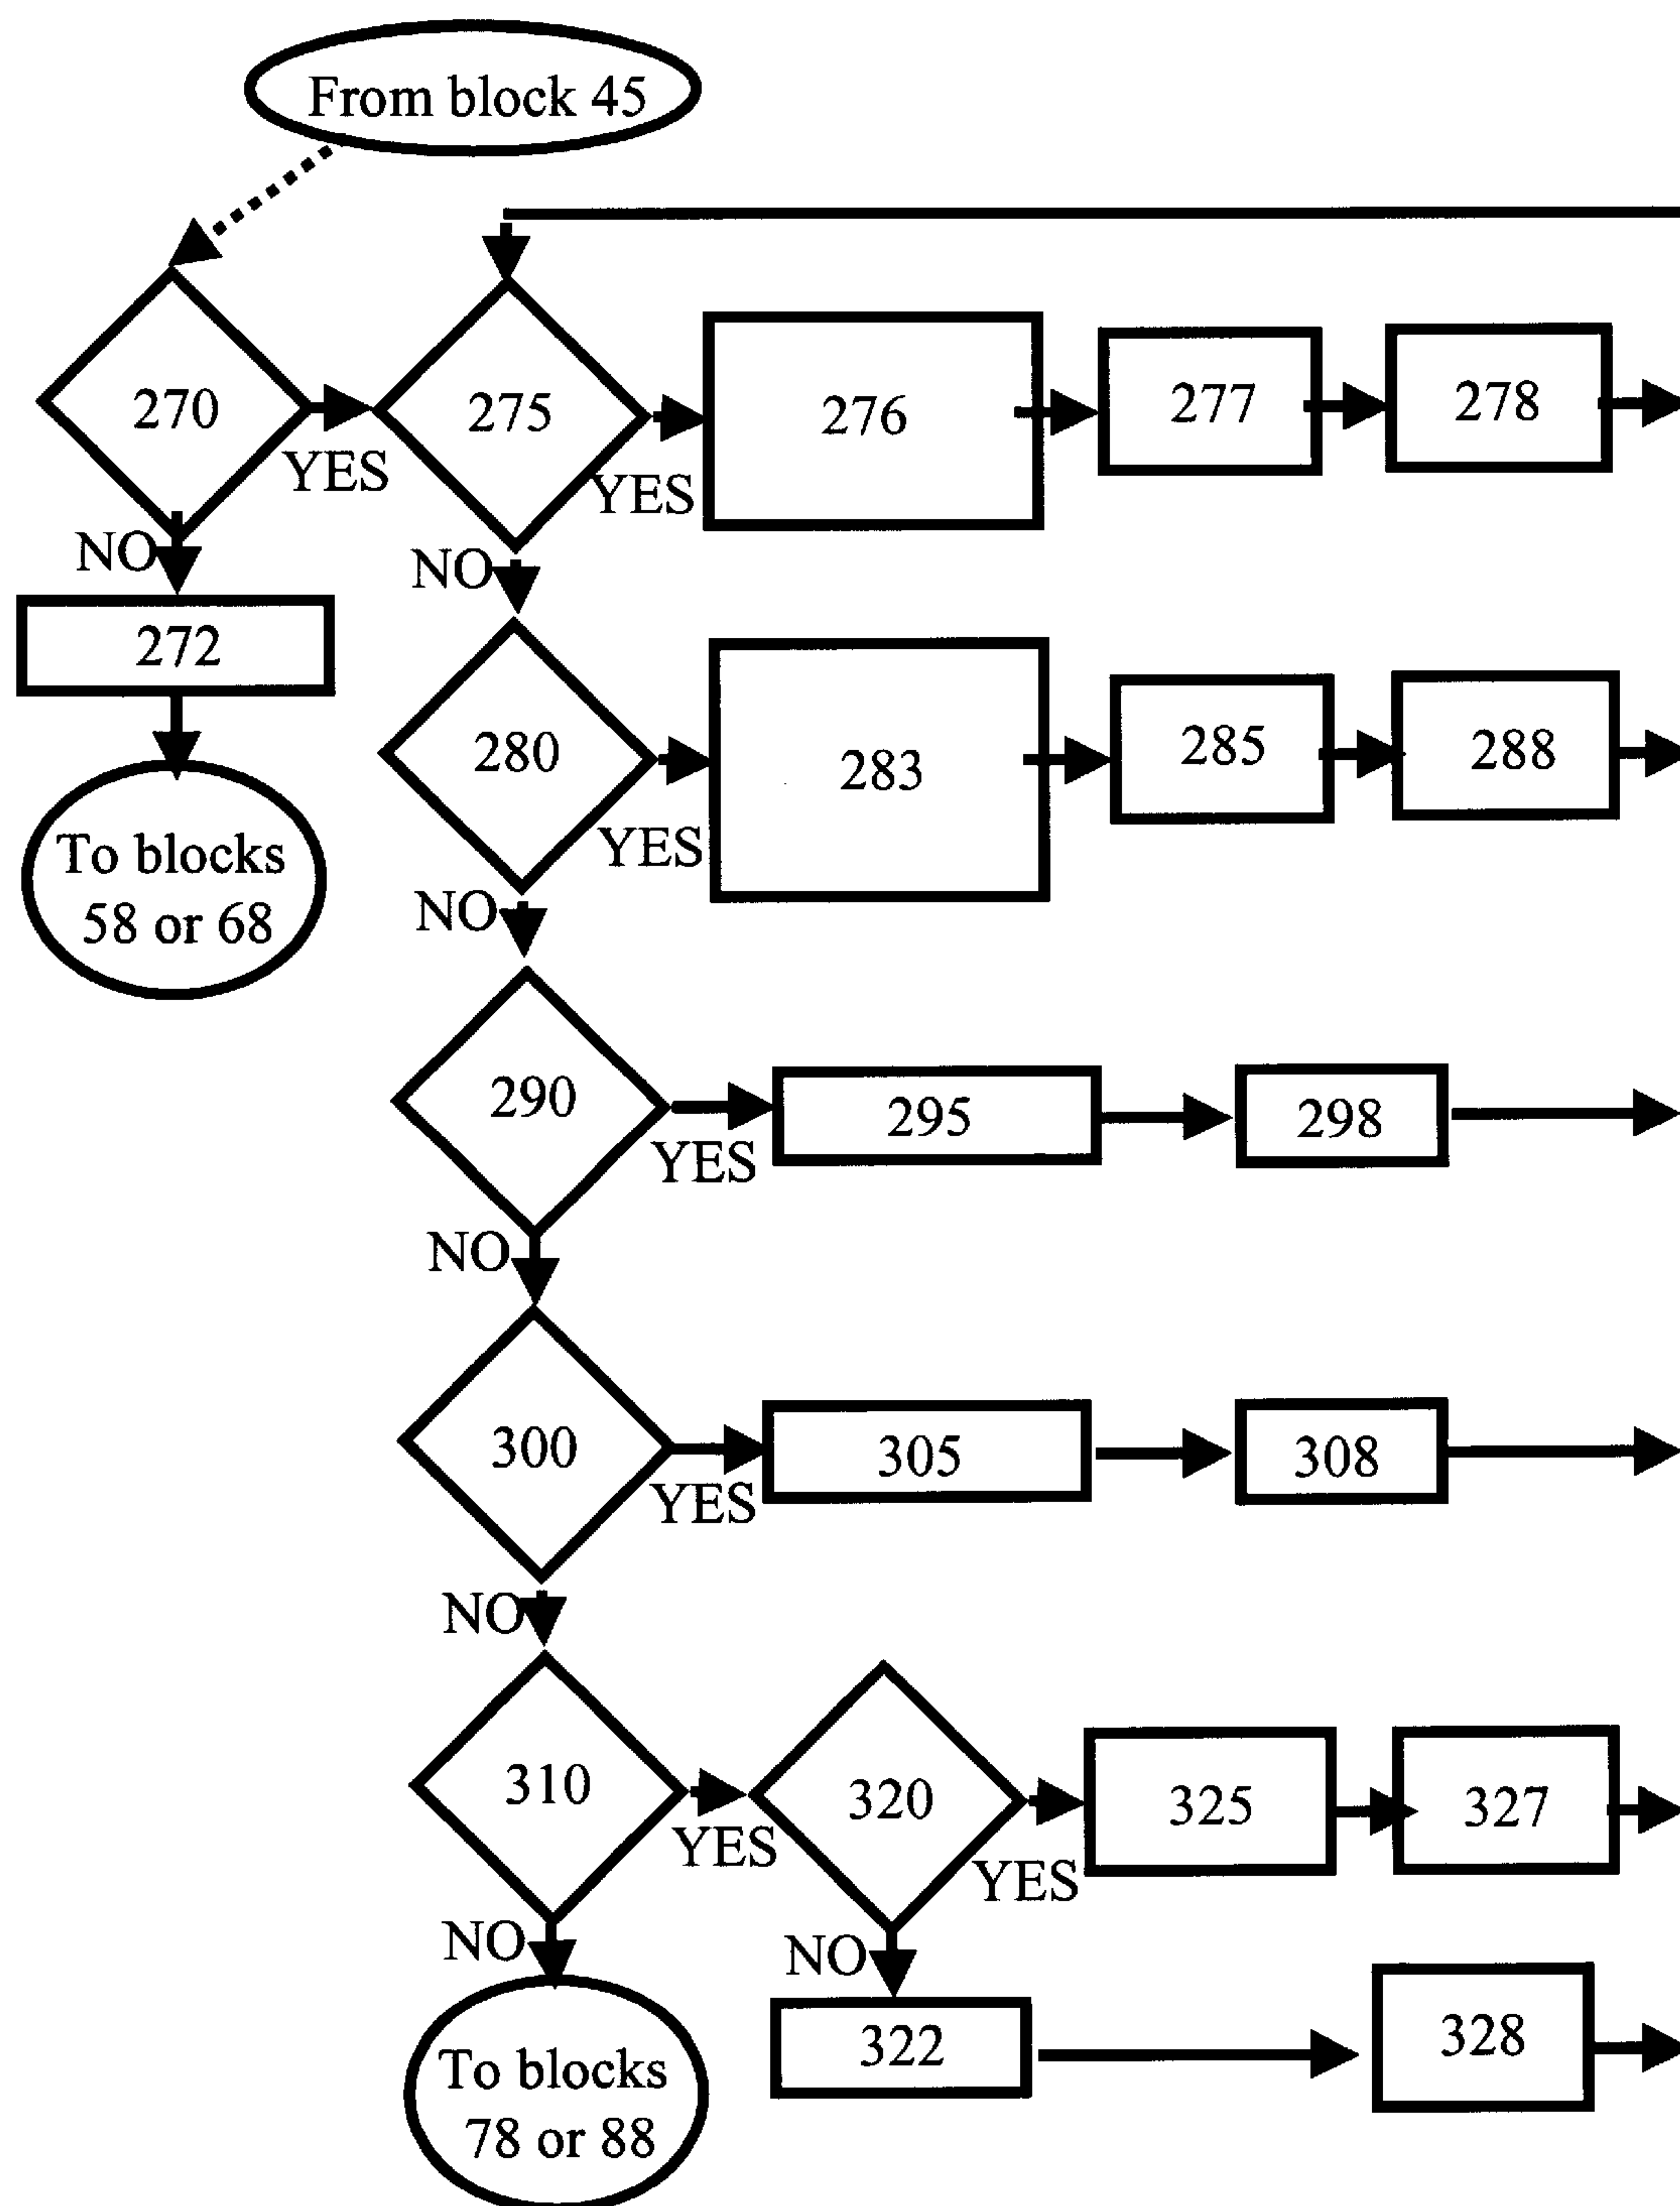 From block 45
270
YES
275
YES
276
277
278
NO
NO
272
To blocks
58 or 68
280
YES
283
285
288
NO
290
YES
295
298
NO
300
YES
305
308
NO
310
YES
320
YES
325
327
NO
NO
To blocks
78 or 88
322
328